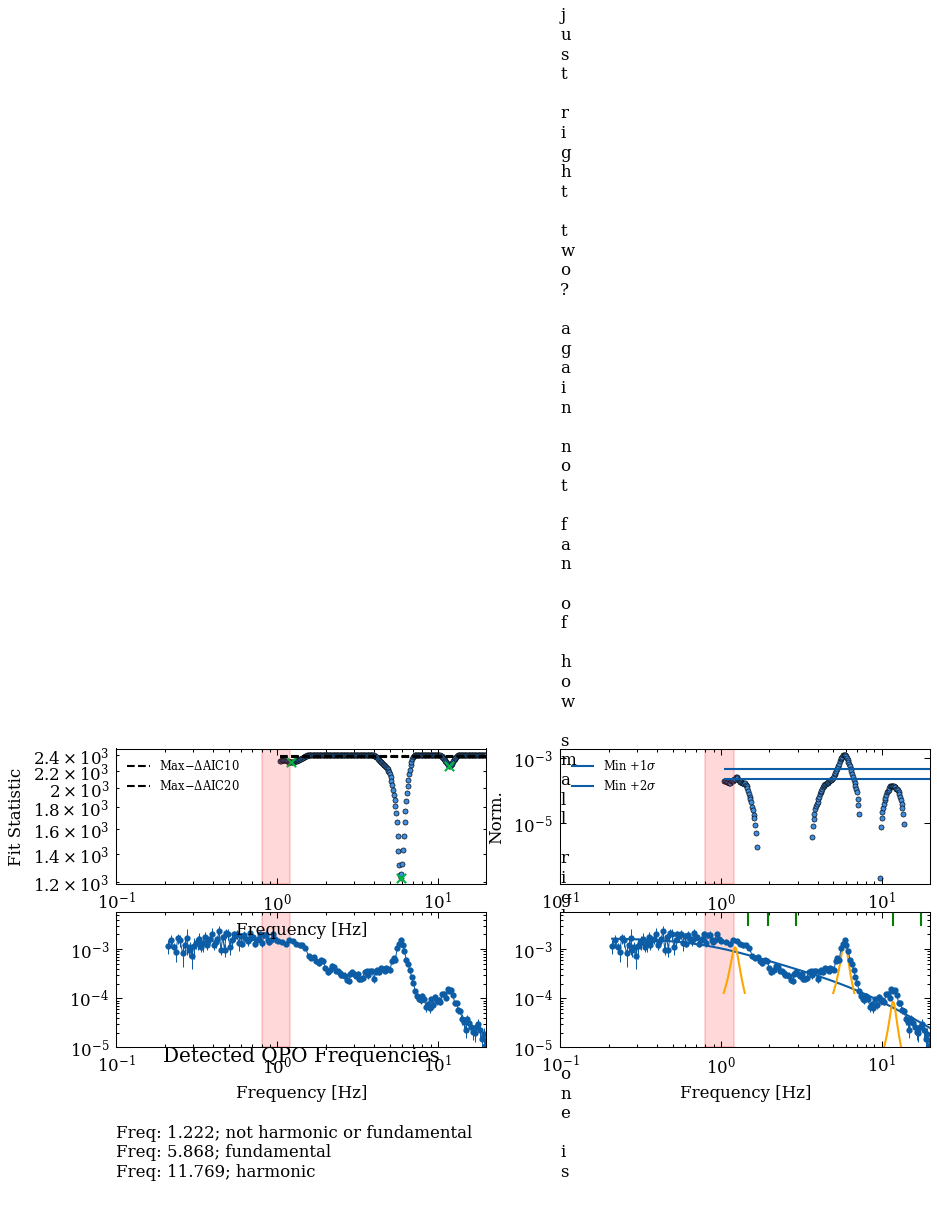 just right two? again not fan of how small one is
2.4 × 10³
2.2 × 10³
2 × 10³
1.8 × 10³
1.6 × 10³
1.4 × 10³
1.2 × 10³
Fit Statistic
Max−ΔAIC10
Max−ΔAIC20
10⁻¹
10⁰
10¹
Frequency [Hz]
10⁻³
10⁻⁵
Norm.
Min +1σ
Min +2σ
10⁻¹
10⁰
10¹
10⁻³
10⁻⁴
10⁻⁵
10⁻¹
10⁰
10¹
Frequency [Hz]
10⁻³
10⁻⁴
10⁻⁵
10⁻¹
10⁰
10¹
Frequency [Hz]
Detected QPO Frequencies
Freq: 1.222; not harmonic or fundamental
Freq: 5.868; fundamental
Freq: 11.769; harmonic